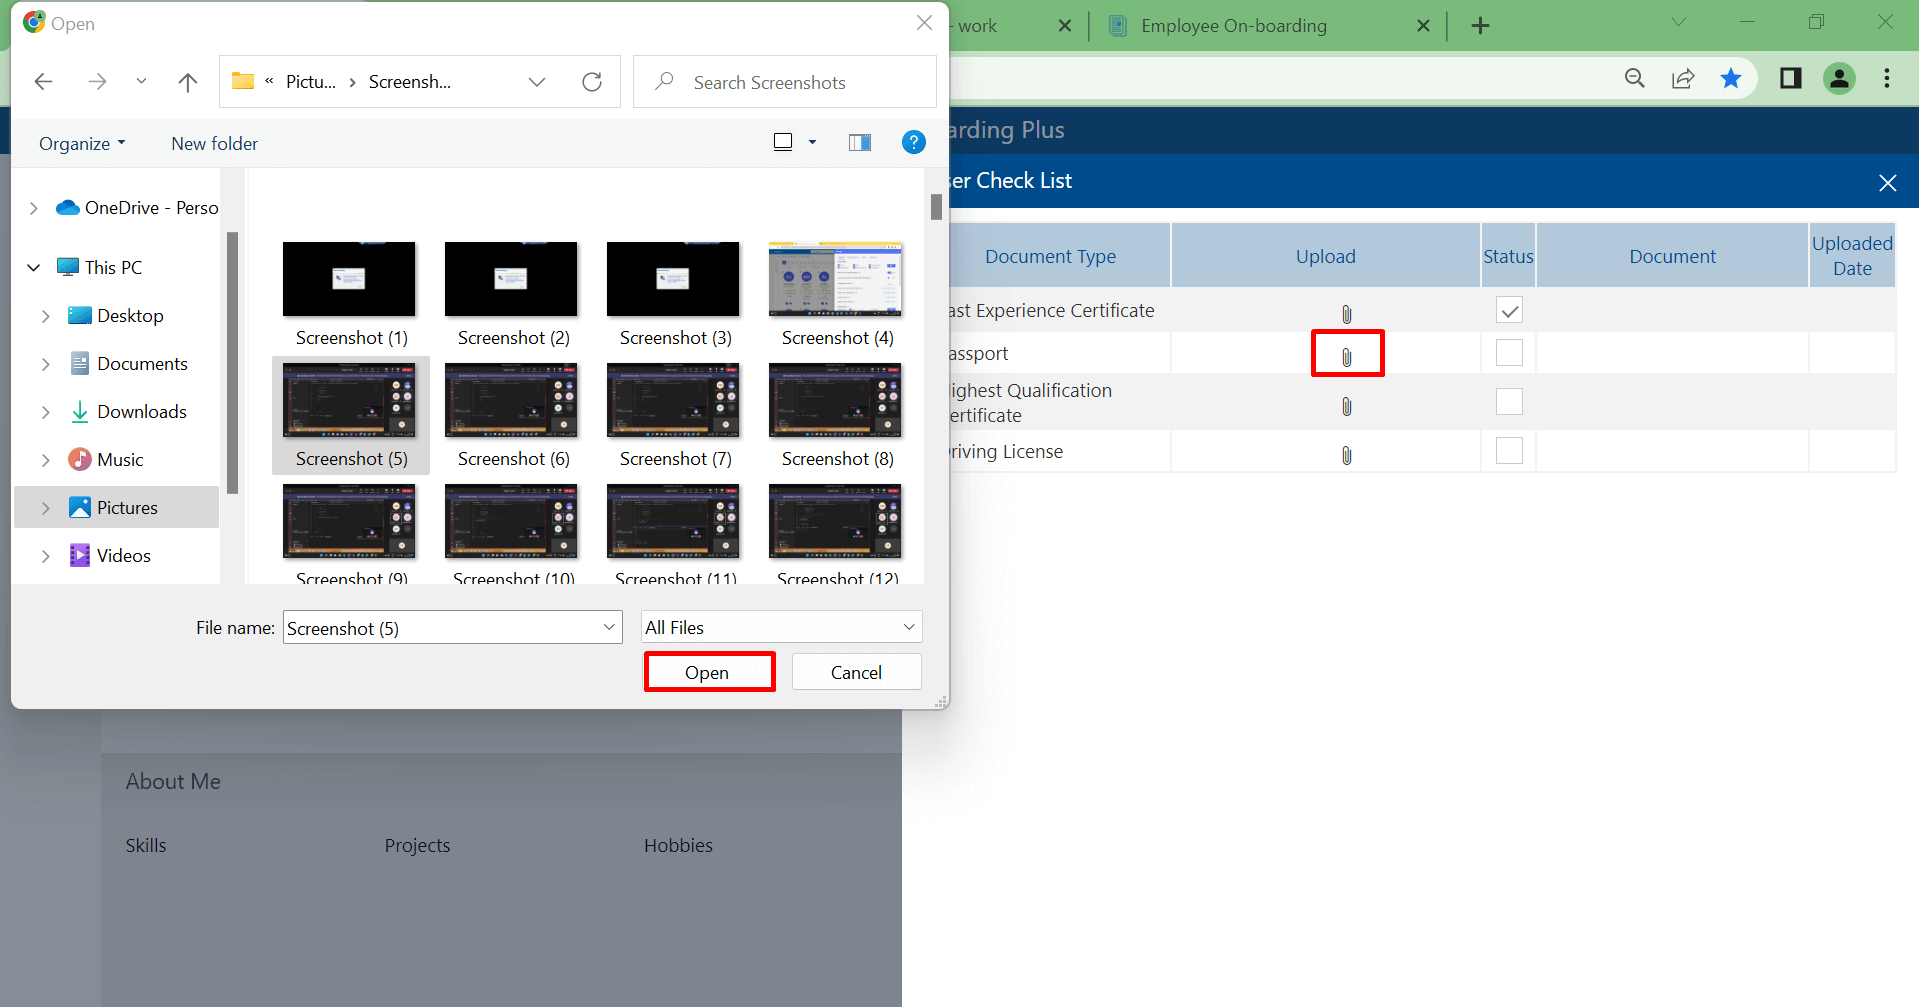 Open
- work
Employee On-boarding
« Pictu... › Screensh...
Search Screenshots
Organize
New folder
?
OneDrive - Perso
This PC
Desktop
Documents
Downloads
Music
Pictures
Videos
Screenshot (1)
Screenshot (2)
Screenshot (3)
Screenshot (4)
Screenshot (5)
Screenshot (6)
Screenshot (7)
Screenshot (8)
Screenshot (9)
Screenshot (10)
Screenshot (11)
Screenshot (12)
File name: Screenshot (5)
All Files
Open
Cancel
arding Plus
ser Check List
Document Type
Upload
Status
Document
Uploaded
Date
ast Experience Certificate
assport
ighest Qualification
ertificate
riving License
About Me
Skills
Projects
Hobbies